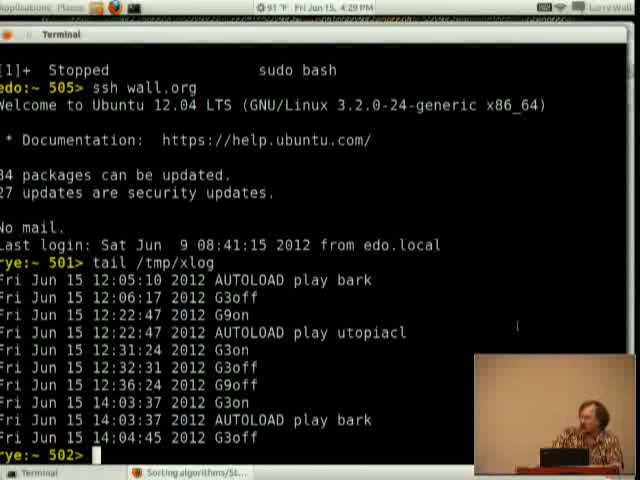 Applications Places 91 °F Fri Jun 15, 4:29 PM Larry Wall
Terminal
[1]+ Stopped sudo bash
edo:~ 505> ssh wall.org
Welcome to Ubuntu 12.04 LTS (GNU/Linux 3.2.0-24-generic x86_64)
* Documentation: https://help.ubuntu.com/
34 packages can be updated.
27 updates are security updates.
No mail.
Last login: Sat Jun 9 08:41:15 2012 from edo.local
rye:~ 501> tail /tmp/xlog
Fri Jun 15 12:05:10 2012 AUTOLOAD play bark
Fri Jun 15 12:06:17 2012 G3off
Fri Jun 15 12:22:47 2012 G9on
Fri Jun 15 12:22:47 2012 AUTOLOAD play utopiacl
Fri Jun 15 12:31:24 2012 G3on
Fri Jun 15 12:32:31 2012 G3off
Fri Jun 15 12:36:24 2012 G9off
Fri Jun 15 14:03:37 2012 G3on
Fri Jun 15 14:03:37 2012 AUTOLOAD play bark
Fri Jun 15 14:04:45 2012 G3off
rye:~ 502>
Terminal Sorting algorithms/St...